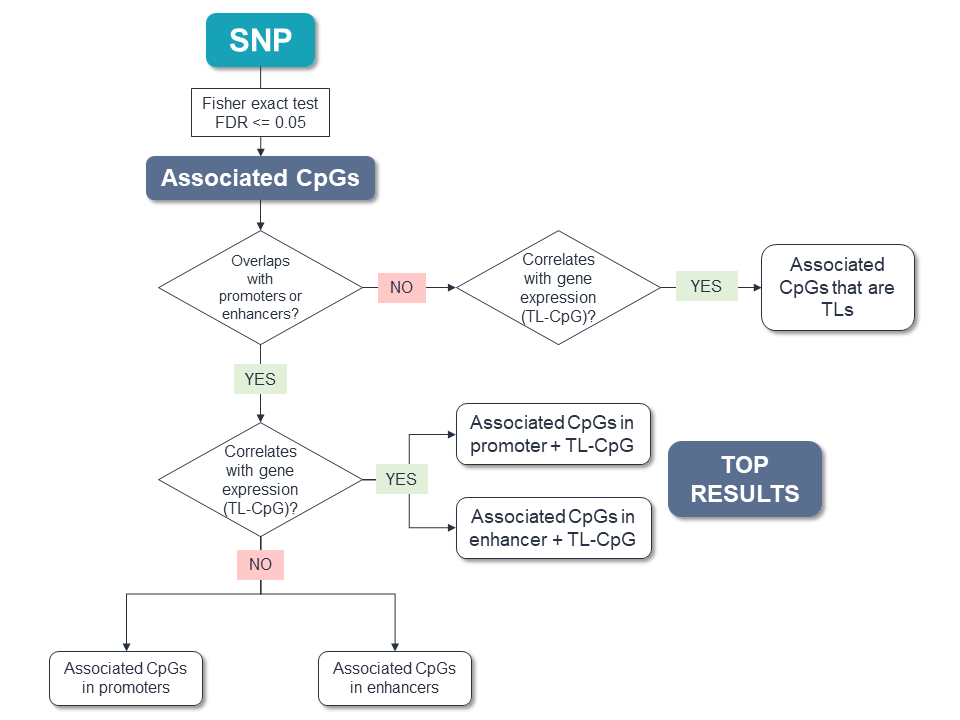 SNP
Fisher exact test
FDR <= 0.05
Associated CpGs
Overlaps
with
promoters or
enhancers?
NO
Correlates
with gene
expression
(TL-CpG)?
YES
Associated
CpGs that are
TLs
YES
Correlates
with gene
expression
(TL-CpG)?
YES
Associated CpGs in
promoter + TL-CpG
Associated CpGs in
enhancer + TL-CpG
TOP
RESULTS
NO
Associated CpGs
in promoters
Associated CpGs
in enhancers